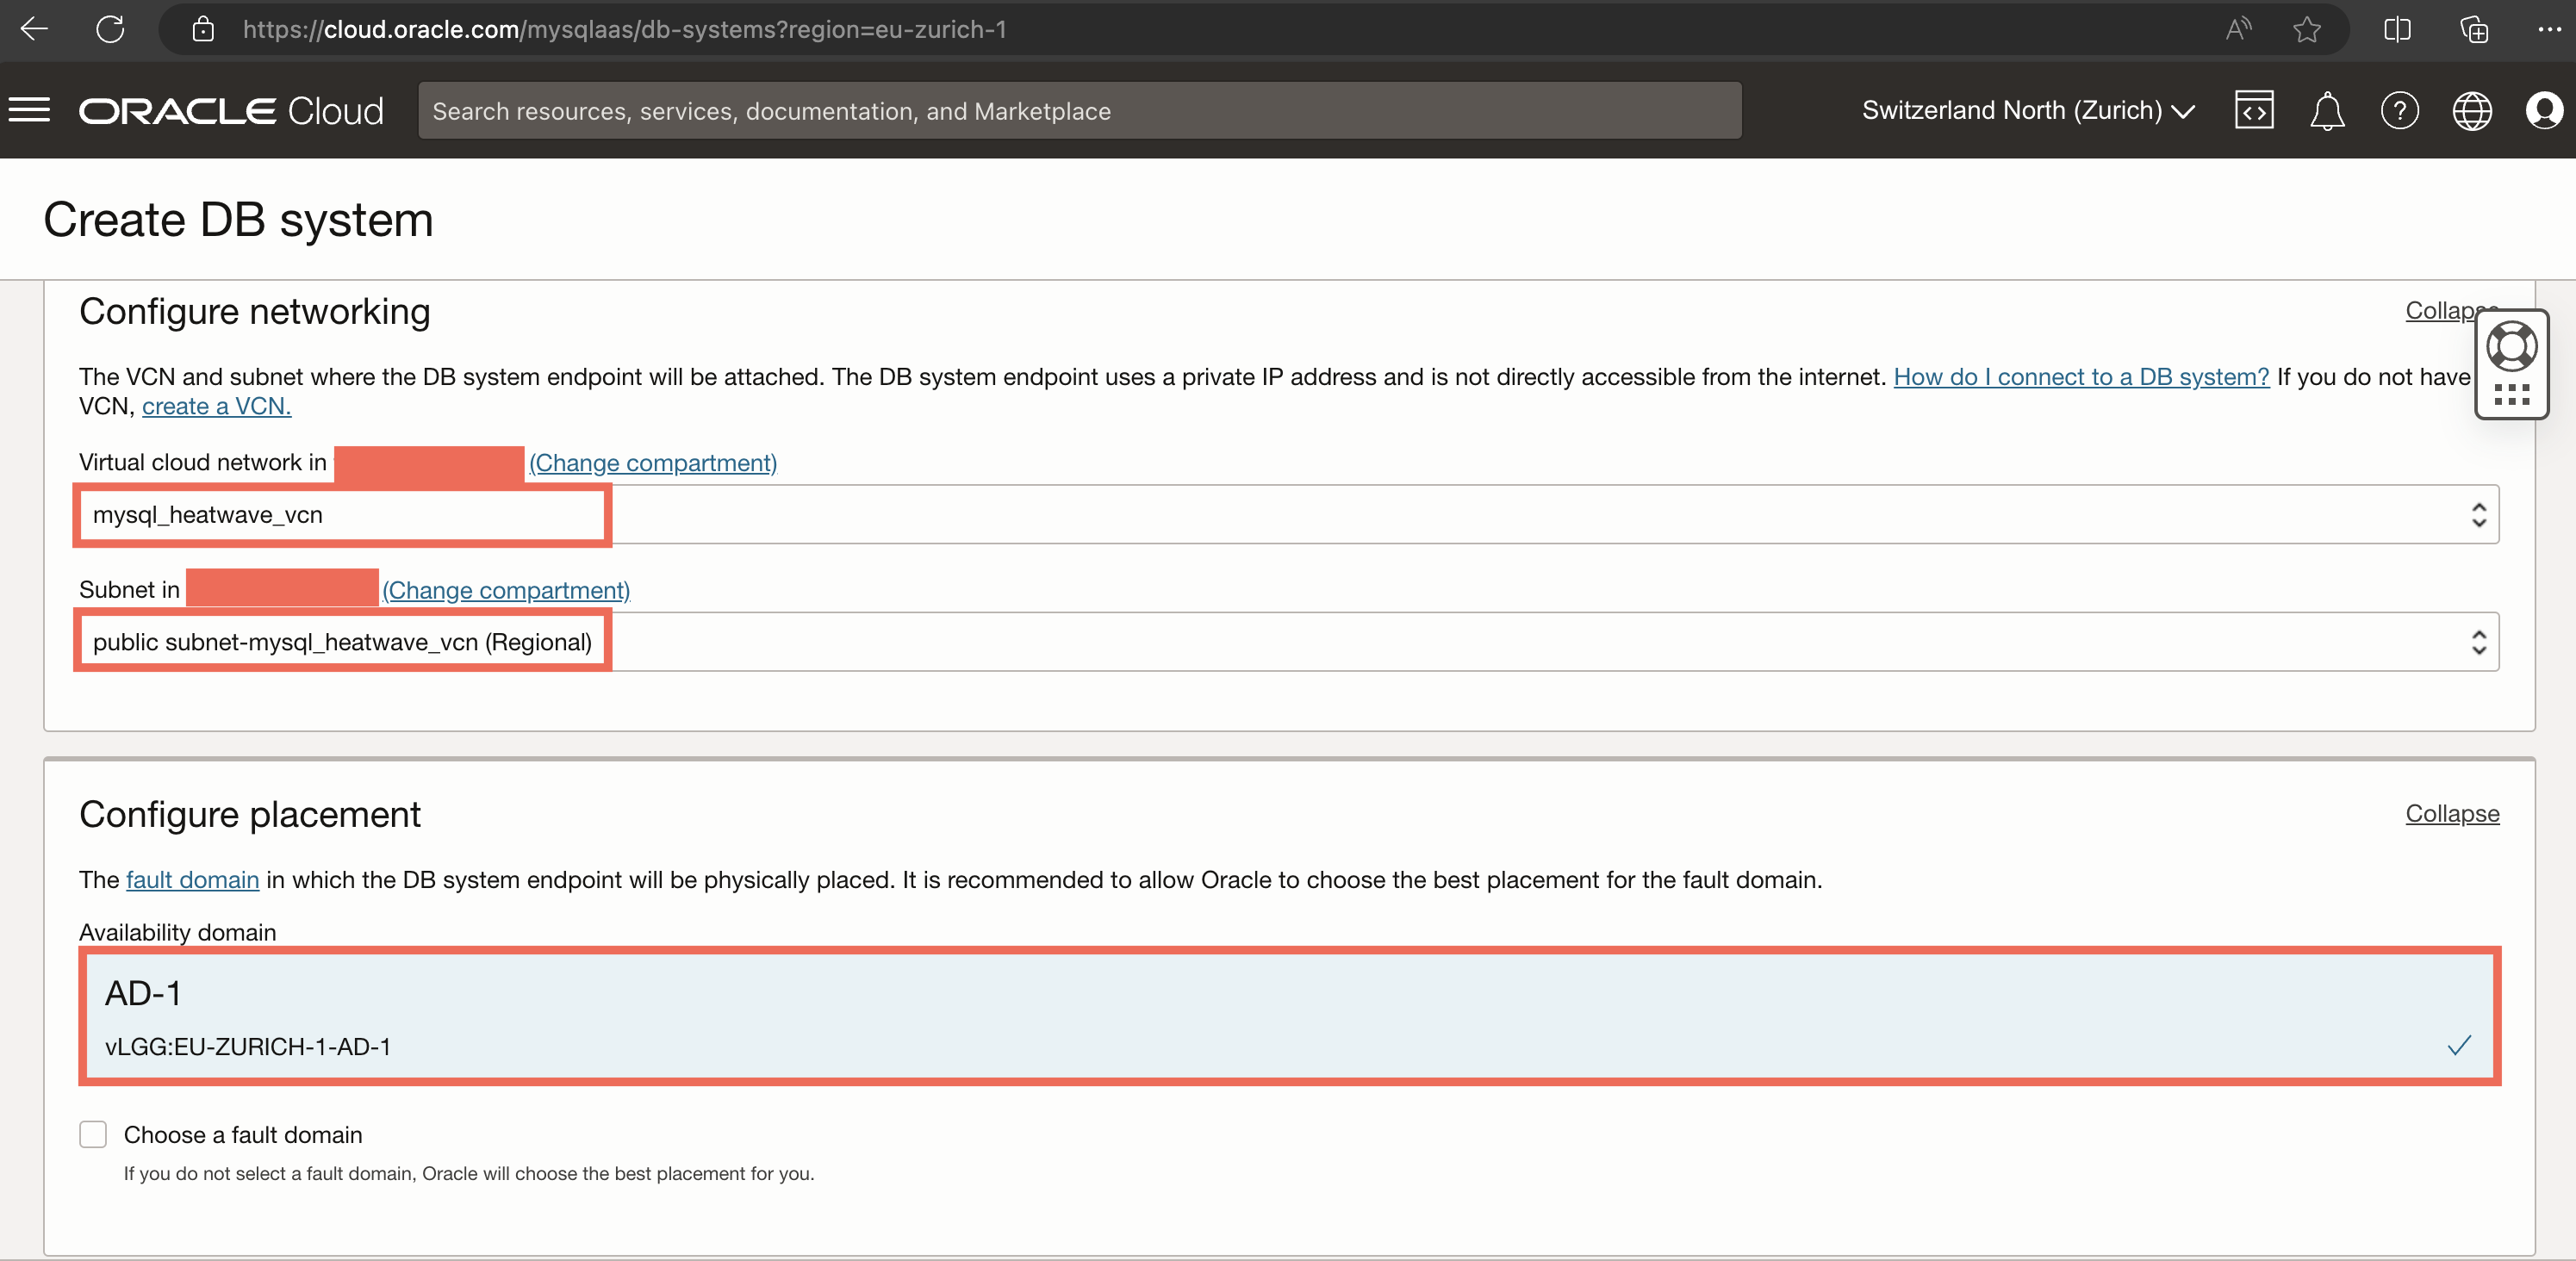 https://cloud.oracle.com/mysqlaas/db-systems?region=eu-zurich-1
ORACLE Cloud
Search resources, services, documentation, and Marketplace
Switzerland North (Zurich)
Create DB system
Configure networking
Collapse
The VCN and subnet where the DB system endpoint will be attached. The DB system endpoint uses a private IP address and is not directly accessible from the internet. How do I connect to a DB system? If you do not have
VCN, create a VCN.
Virtual cloud network in (Change compartment)
mysql_heatwave_vcn
Subnet in (Change compartment)
public subnet-mysql_heatwave_vcn (Regional)
Configure placement
Collapse
The fault domain in which the DB system endpoint will be physically placed. It is recommended to allow Oracle to choose the best placement for the fault domain.
Availability domain
AD-1
vLGG:EU-ZURICH-1-AD-1
Choose a fault domain
If you do not select a fault domain, Oracle will choose the best placement for you.